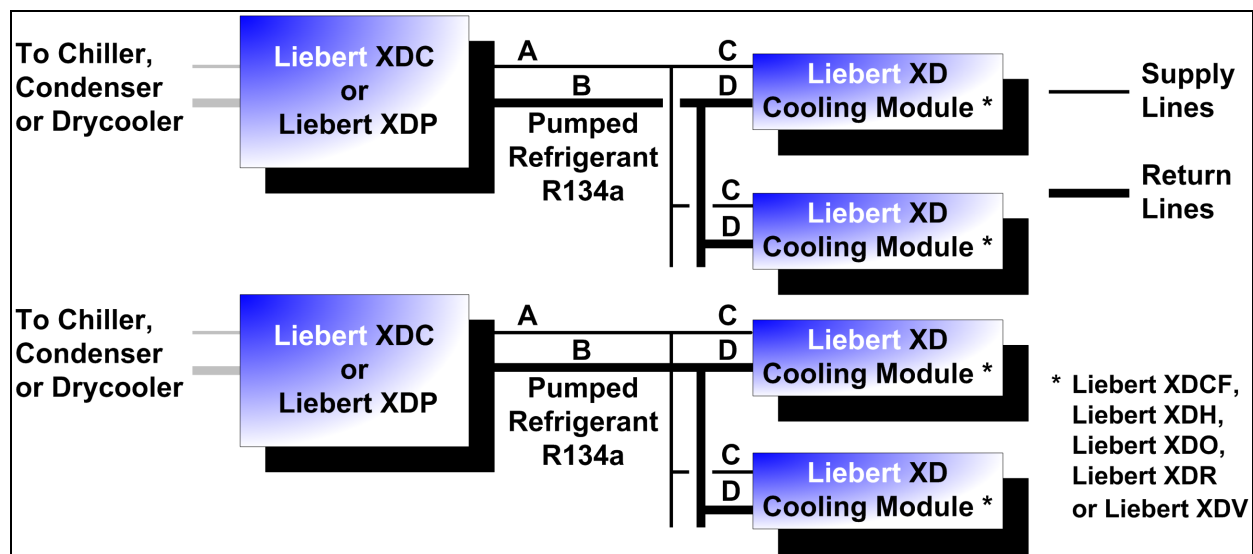 To Chiller,
Condenser
or Drycooler
Liebert XDC
or
Liebert XDP
A
B
Pumped
Refrigerant
R134a
C
D
Liebert XD
Cooling Module *
C
D
Liebert XD
Cooling Module *
Supply
Lines
Return
Lines
To Chiller,
Condenser
or Drycooler
Liebert XDC
or
Liebert XDP
A
B
Pumped
Refrigerant
R134a
C
D
Liebert XD
Cooling Module *
C
D
Liebert XD
Cooling Module *
* Liebert XDCF,
Liebert XDH,
Liebert XDO,
Liebert XDR
or Liebert XDV